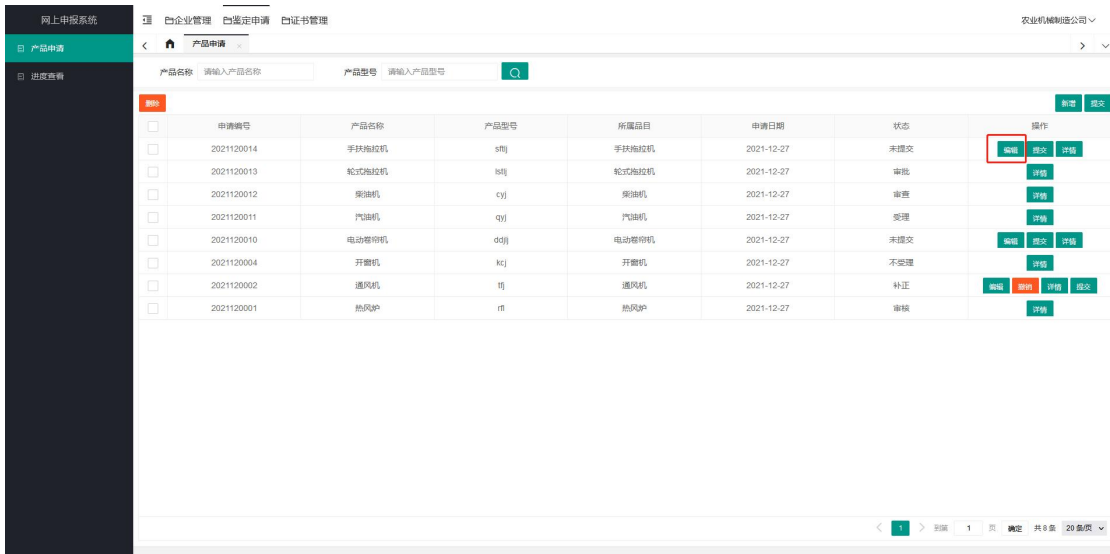 网上申报系统 企业管理 鉴定申请 证书管理 农业机械制造公司
产品申请 产品申请
进度查看 产品名称 请输入产品名称 产品型号 请输入产品型号
删除 新增 提交
申请编号 产品名称 产品型号 所属品目 申请日期 状态 操作
2021120014 手扶拖拉机 sftlj 手扶拖拉机 2021-12-27 未提交 编辑 提交 详情
2021120013 轮式拖拉机 lstlj 轮式拖拉机 2021-12-27 审批 详情
2021120012 柴油机 cyj 柴油机 2021-12-27 审查 详情
2021120011 汽油机 qyj 汽油机 2021-12-27 受理 详情
2021120010 电动卷帘机 ddjlj 电动卷帘机 2021-12-27 未提交 编辑 提交 详情
2021120004 开窗机 kcj 开窗机 2021-12-27 不受理 详情
2021120002 通风机 tfj 通风机 2021-12-27 补正 编辑 撤销 详情 提交
2021120001 热风炉 rfl 热风炉 2021-12-27 审核 详情
1 到第 1 页 确定 共8条 20条/页